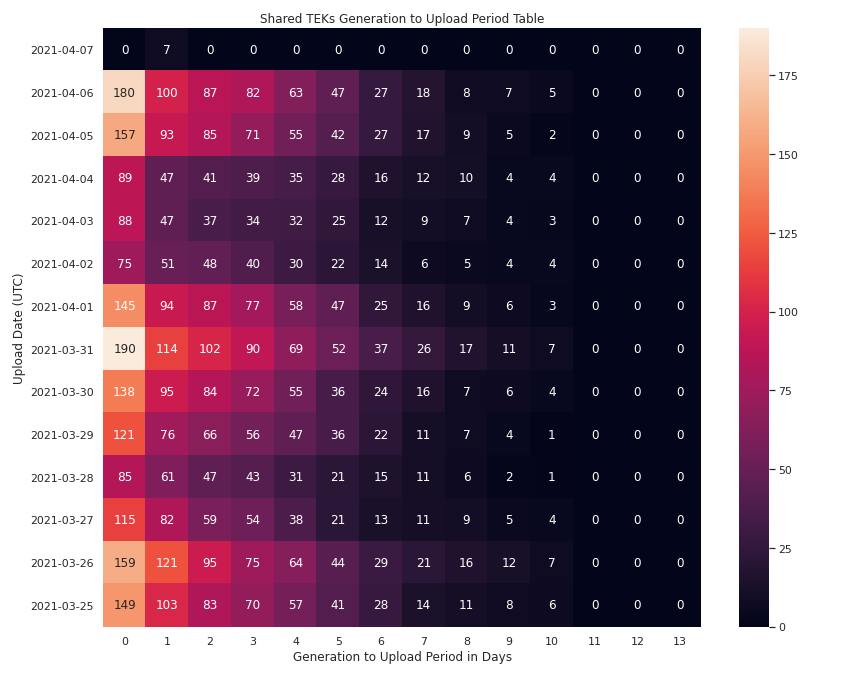 Shared TEKs Generation to Upload Period Table
Upload Date (UTC)
2021-04-07 0 7 0 0 0 0 0 0 0 0 0 0 0 0
2021-04-06 180 100 87 82 63 47 27 18 8 7 5 0 0 0
2021-04-05 157 93 85 71 55 42 27 17 9 5 2 0 0 0
2021-04-04 89 47 41 39 35 28 16 12 10 4 4 0 0 0
2021-04-03 88 47 37 34 32 25 12 9 7 4 3 0 0 0
2021-04-02 75 51 48 40 30 22 14 6 5 4 4 0 0 0
2021-04-01 145 94 87 77 58 47 25 16 9 6 3 0 0 0
2021-03-31 190 114 102 90 69 52 37 26 17 11 7 0 0 0
2021-03-30 138 95 84 72 55 36 24 16 7 6 4 0 0 0
2021-03-29 121 76 66 56 47 36 22 11 7 4 1 0 0 0
2021-03-28 85 61 47 43 31 21 15 11 6 2 1 0 0 0
2021-03-27 115 82 59 54 38 21 13 11 9 5 4 0 0 0
2021-03-26 159 121 95 75 64 44 29 21 16 12 7 0 0 0
2021-03-25 149 103 83 70 57 41 28 14 11 8 6 0 0 0
0 1 2 3 4 5 6 7 8 9 10 11 12 13
Generation to Upload Period in Days
175
150
125
100
75
50
25
0